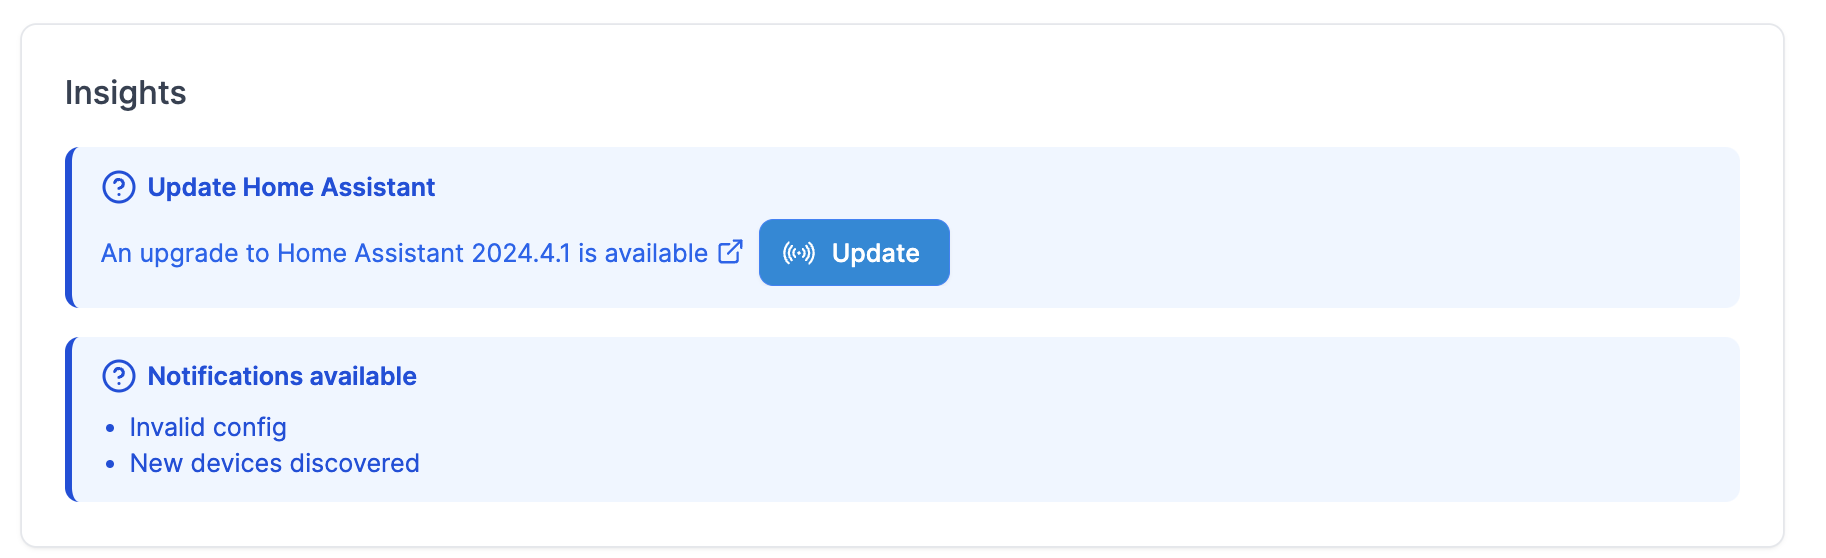 Insights
Update Home Assistant
An upgrade to Home Assistant 2024.4.1 is available Update
Notifications available
Invalid config
New devices discovered